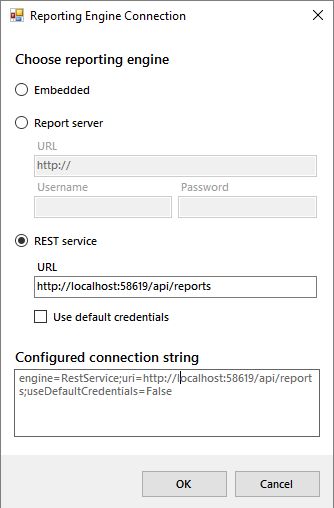 Reporting Engine Connection
Choose reporting engine
Embedded
Report server
URL
http://
Username Password
REST service
URL
http://localhost:58619/api/reports
Use default credentials
Configured connection string
engine=RestService;uri=http://localhost:58619/api/report
s;useDefaultCredentials=False
OK Cancel